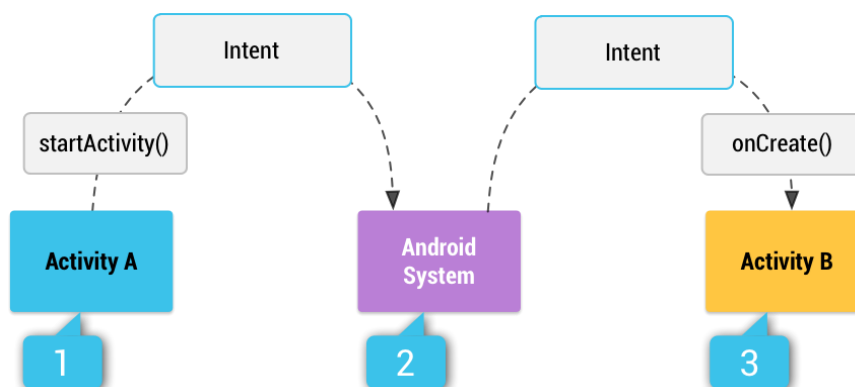 Intent
Intent
startActivity()
onCreate()
Activity A
Android
System
Activity B
1
2
3